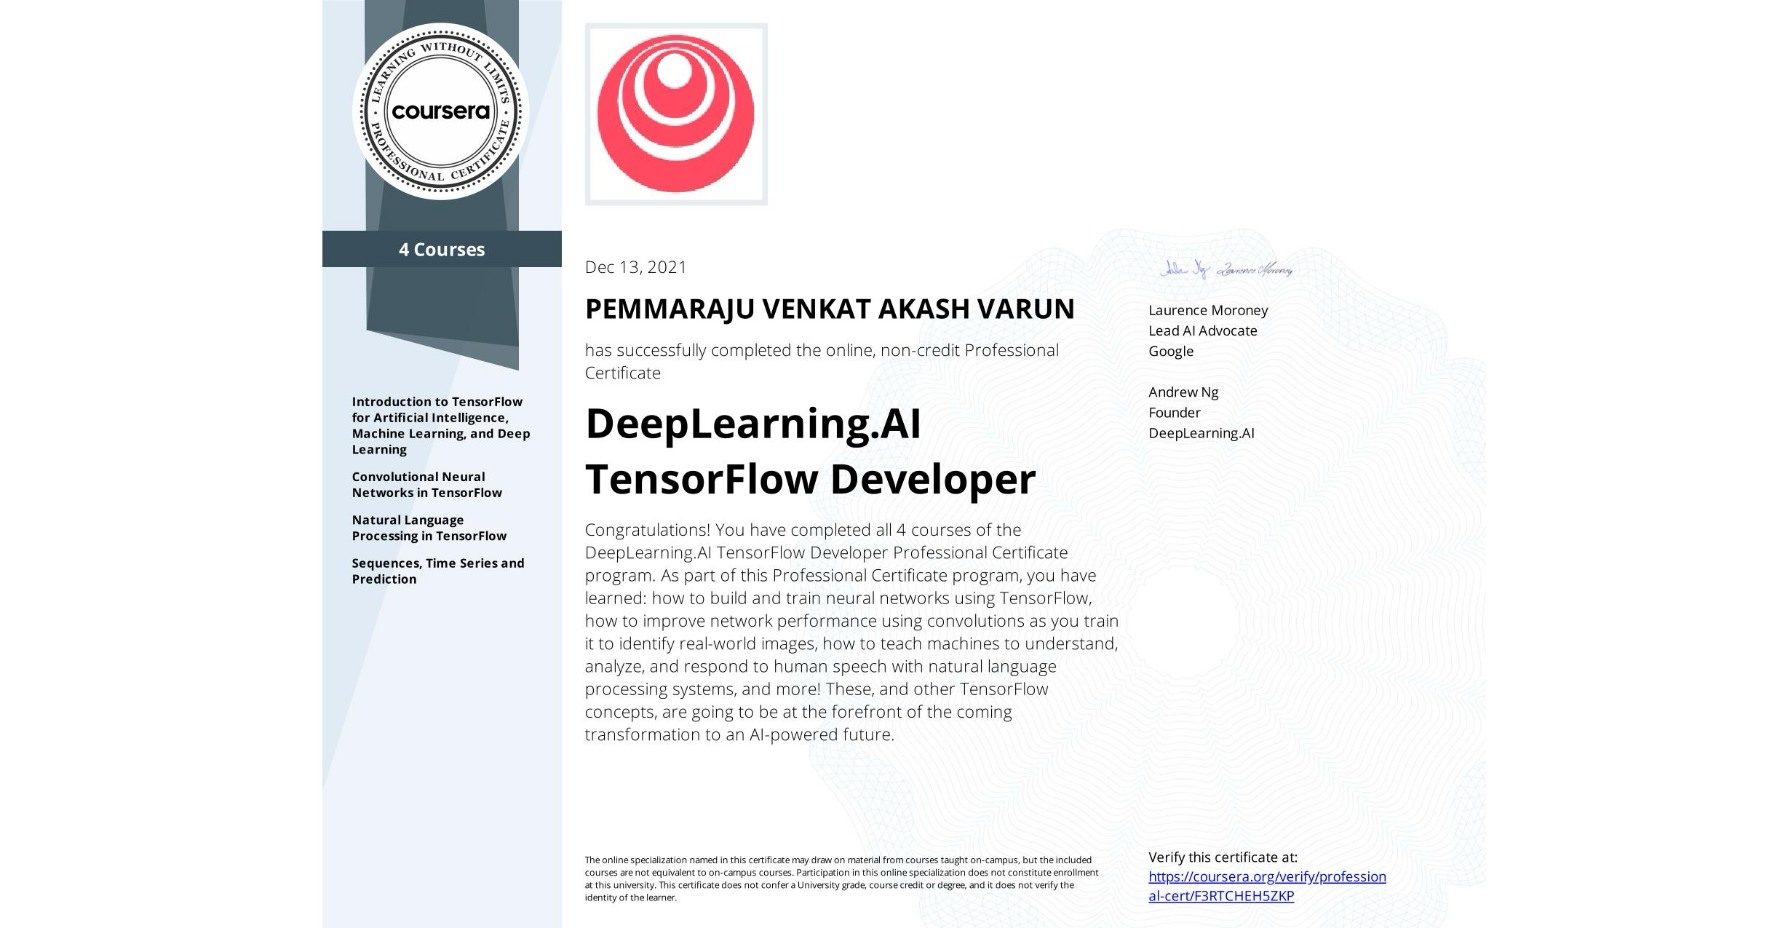 LEARNING WITHOUT LIMITS
coursera
PROFESSIONAL CERTIFICATE
4 Courses
Introduction to TensorFlow
for Artificial Intelligence,
Machine Learning, and Deep
Learning
Convolutional Neural
Networks in TensorFlow
Natural Language
Processing in TensorFlow
Sequences, Time Series and
Prediction
Dec 13, 2021
PEMMARAJU VENKAT AKASH VARUN
has successfully completed the online, non-credit Professional
Certificate
DeepLearning.AI
TensorFlow Developer
Congratulations! You have completed all 4 courses of the
DeepLearning.AI TensorFlow Developer Professional Certificate
program. As part of this Professional Certificate program, you have
learned: how to build and train neural networks using TensorFlow,
how to improve network performance using convolutions as you train
it to identify real-world images, how to teach machines to understand,
analyze, and respond to human speech with natural language
processing systems, and more! These, and other TensorFlow
concepts, are going to be at the forefront of the coming
transformation to an AI-powered future.
The online specialization named in this certificate may draw on material from courses taught on-campus, but the included
courses are not equivalent to on-campus courses. Participation in this online specialization does not constitute enrollment
at this university. This certificate does not confer a University grade, course credit or degree, and it does not verify the
identity of the learner.
Andrew Ng Laurence Moroney
Laurence Moroney
Lead AI Advocate
Google
Andrew Ng
Founder
DeepLearning.AI
Verify this certificate at:
https://coursera.org/verify/profession
al-cert/F3RTCHEH5ZKP